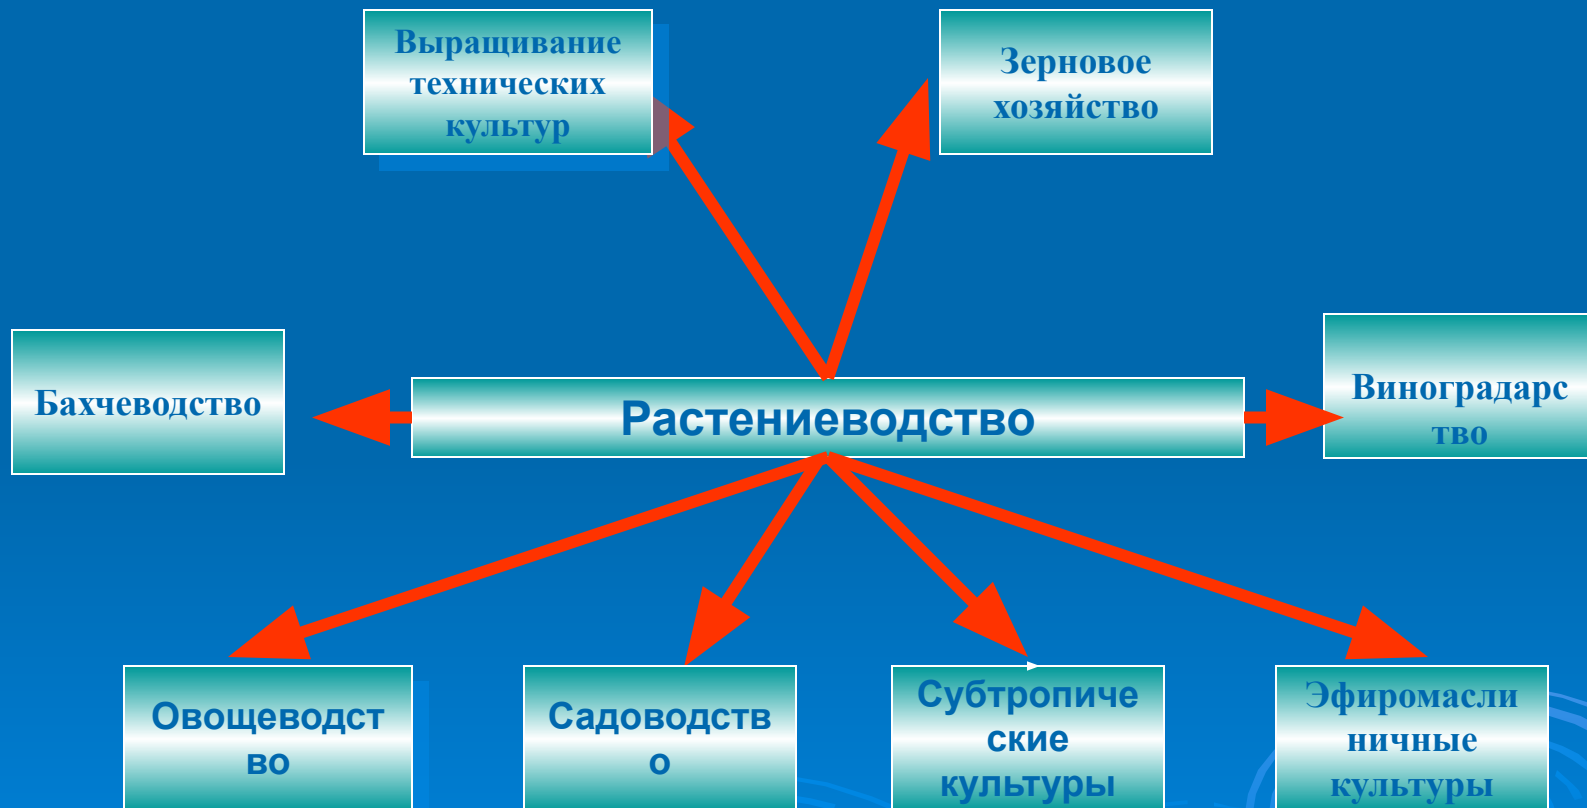 Выращивание
технических
культур
Зерновое
хозяйство
Бахчеводство
Растениеводство
Виноградарс
тво
Овощеводст
во
Садоводств
о
Субтропиче
ские
культуры
Эфиромасли
ничные
культуры